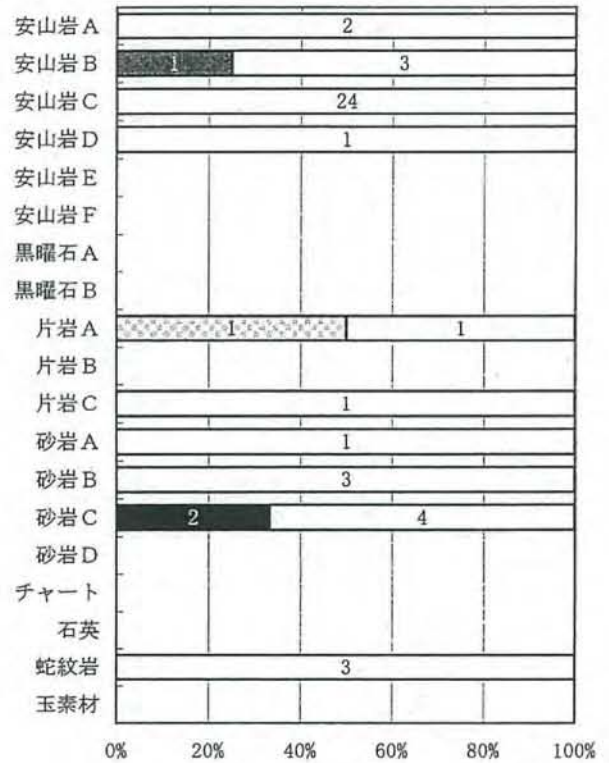 安山岩A 2
安山岩B 1 3
安山岩C 24
安山岩D 1
安山岩E
安山岩F
黒曜石A
黒曜石B
片岩A 1 1
片岩B
片岩C 1
砂岩A 1
砂岩B 3
砂岩C 2 4
砂岩D
チャート
石英
蛇紋岩 3
玉素材
0% 20% 40% 60% 80% 100%